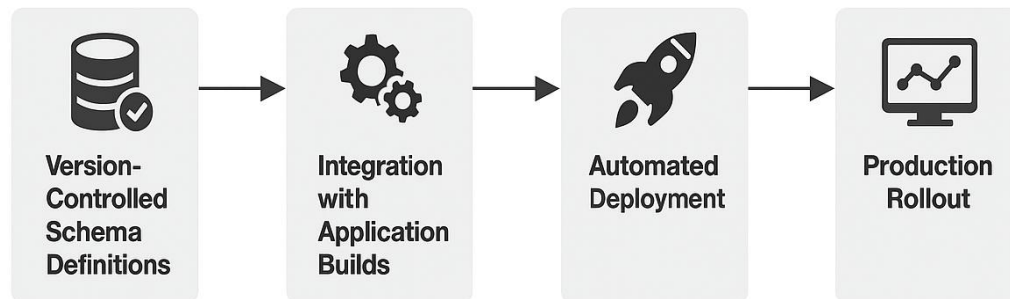 Version-
Controlled
Schema
Definitions
Integration
with
Application
Builds
Automated
Deployment
Production
Rollout